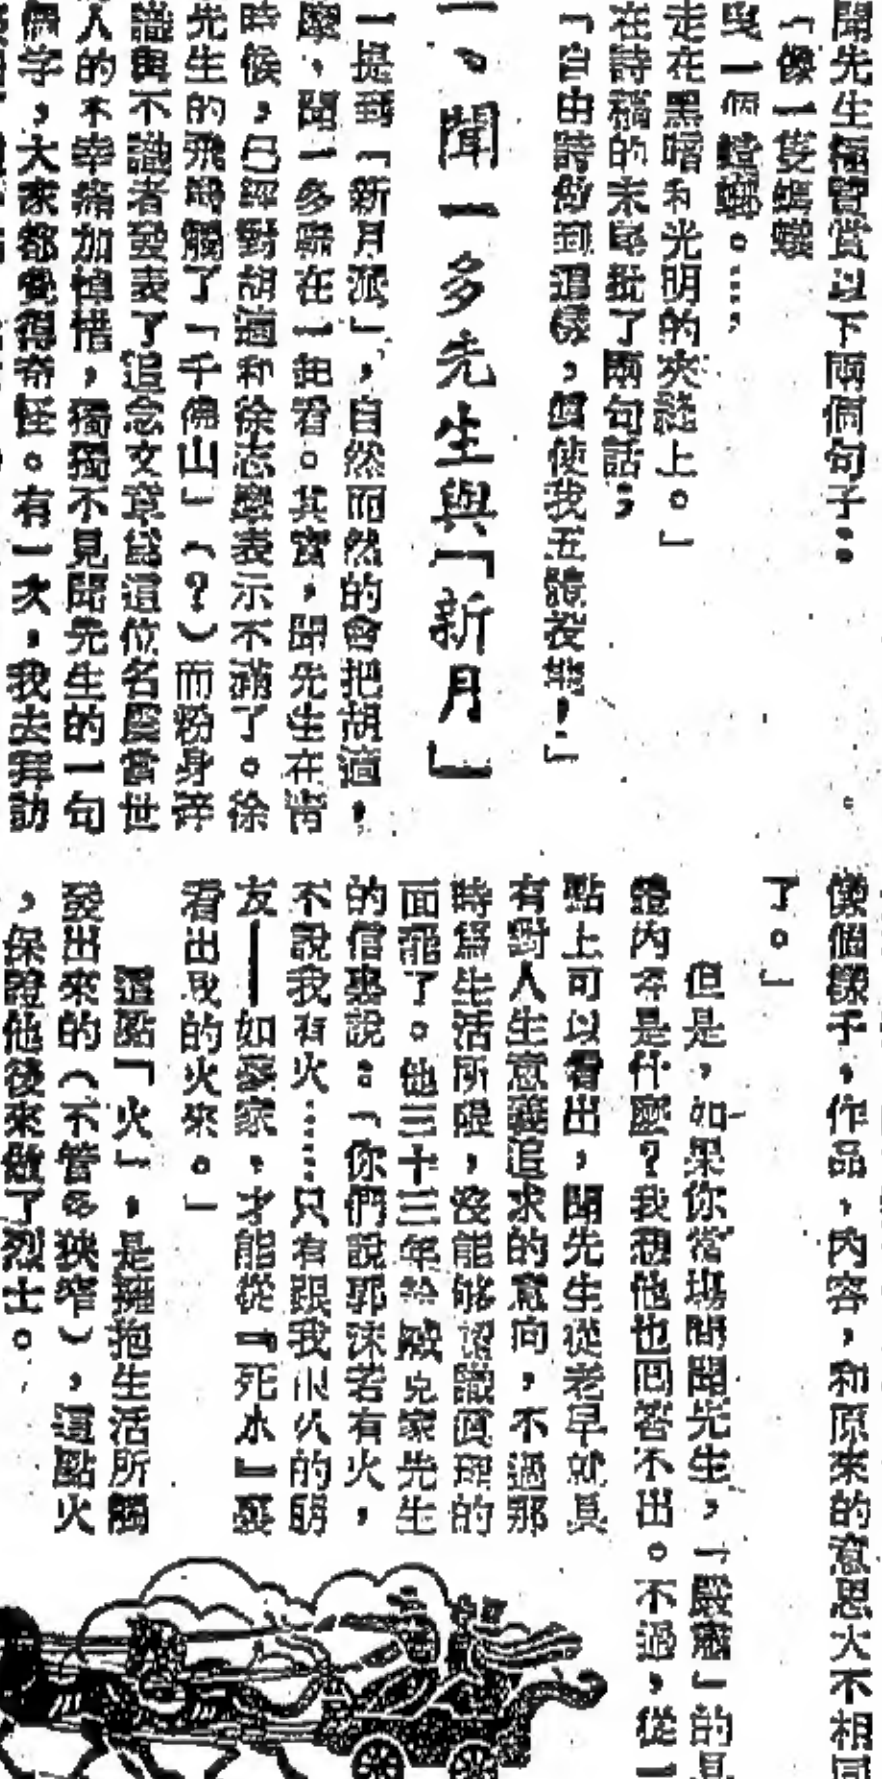 聞先生賞以下兩個句子：
「像一隻螞蟻
曳一個螳螂。……
走在黑暗和光明的夾縫上。」
在詩稿的末尾批了兩句話；
「自由詩做到這樣，眞使我五體投地！」
一、聞一多先生與「新月」
一提到「新月派」，自然而然的會把胡適，
摩，聞一多聯在一起看。其實，聞先生在
時候，已經對胡適和徐志摩表示不滿了。徐
先生的飛機觸了「千佛山」（？）而粉身碎
識與不識者發表了追念文章爲這位名震當世
人的不幸痛加惋惜，獨獨不見聞先生的一句
個字，大家都覺得奇怪。有一次，我去拜訪
像個樣子，作品，內容，和原來的意思大不相同
了。」
但是，如果你當場問聞先生，「嚴肅」的具
體內容是什麼？我想他也回答不出。不過，從一
點上可以看出，聞先生從老早就具
有對人生意義追求的意向，不過那
時爲生活所限，沒能够認識眞理的
面罷了。他三十三年給臧克家先生
的信裏說：「你們說郭沫若有火，
不說我有火……只有跟我很久的朋
友——如臧家，才能從『死水』裏
看出我的火來。」
這點「火」，是擁抱生活所觸
發出來的（不管多狹窄），這點火
，保證他後來做了烈士。